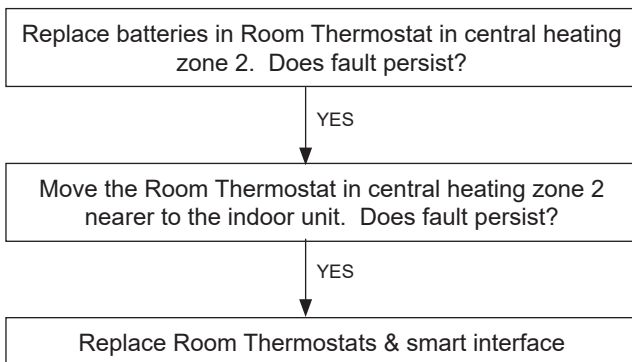 Replace batteries in Room Thermostat in central heating
zone 2.  Does fault persist?
YES
Move the Room Thermostat in central heating zone 2
nearer to the indoor unit.  Does fault persist?
YES
Replace Room Thermostats & smart interface